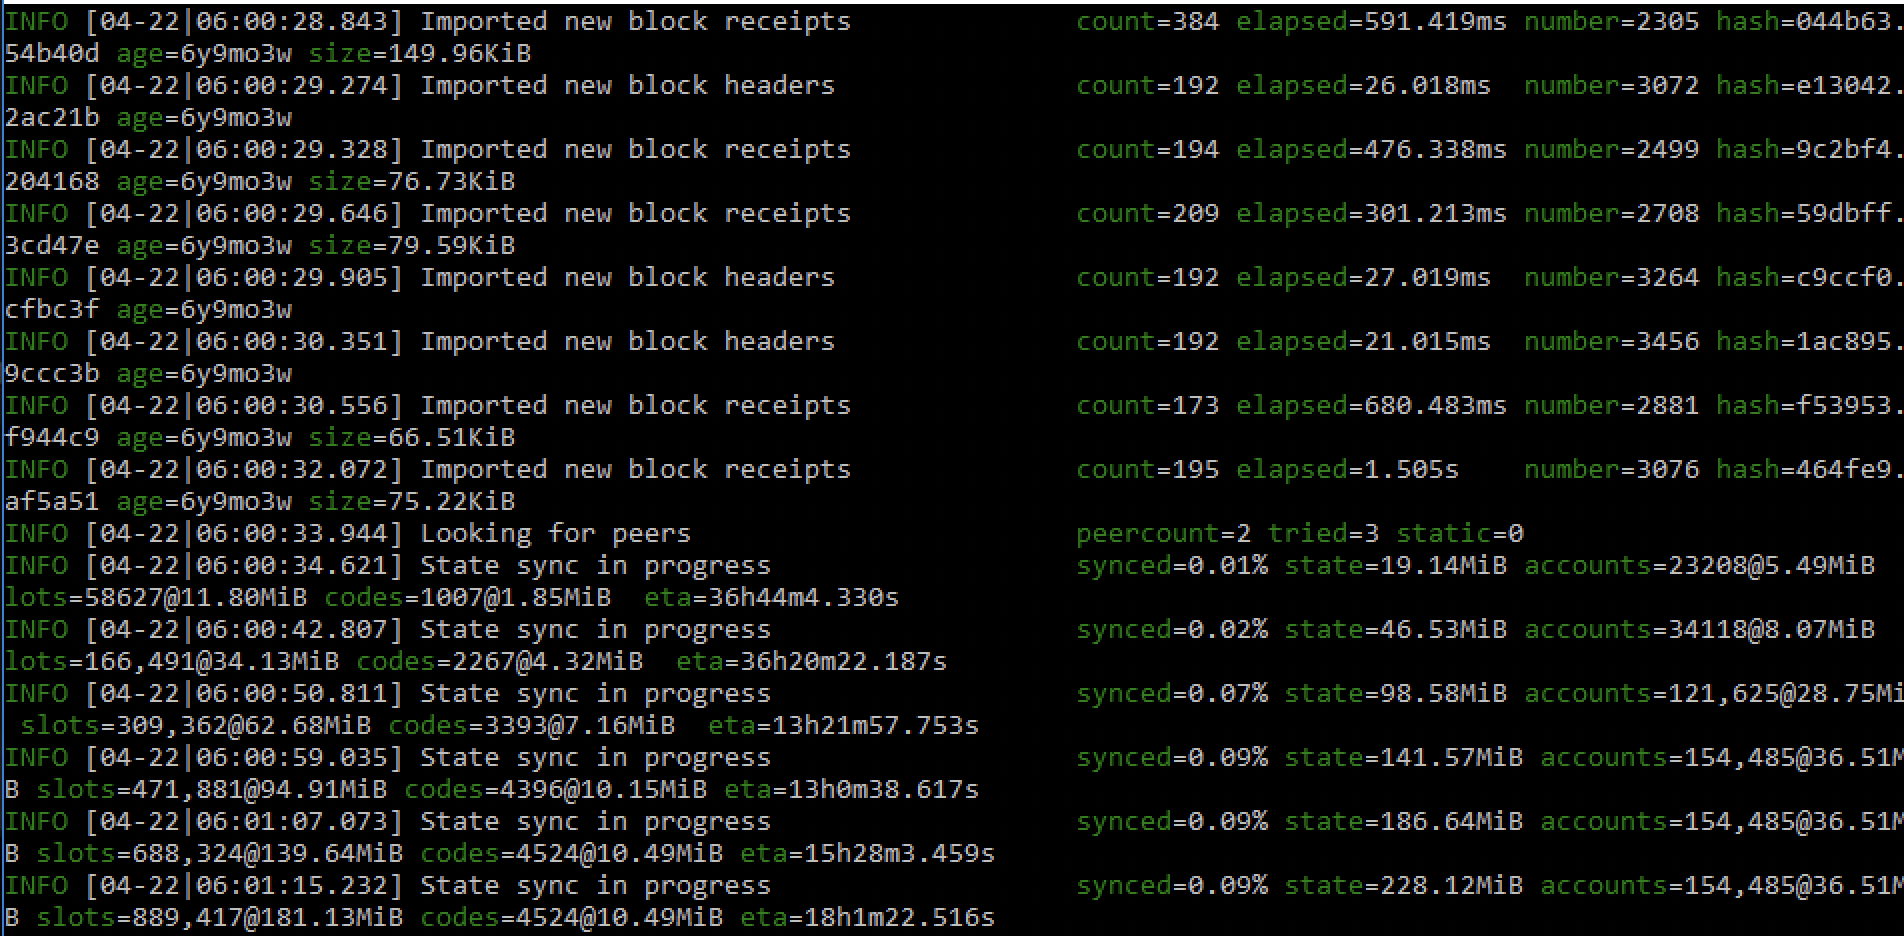 INFO [04-22|06:00:28.843] Imported new block receipts count=384 elapsed=591.419ms number=2305 hash=044b63.
54b40d age=6y9mo3w size=149.96KiB
INFO [04-22|06:00:29.274] Imported new block headers count=192 elapsed=26.018ms number=3072 hash=e13042.
2ac21b age=6y9mo3w
INFO [04-22|06:00:29.328] Imported new block receipts count=194 elapsed=476.338ms number=2499 hash=9c2bf4.
204168 age=6y9mo3w size=76.73KiB
INFO [04-22|06:00:29.646] Imported new block receipts count=209 elapsed=301.213ms number=2708 hash=59dbff.
3cd47e age=6y9mo3w size=79.59KiB
INFO [04-22|06:00:29.905] Imported new block headers count=192 elapsed=27.019ms number=3264 hash=c9ccf0.
cfbc3f age=6y9mo3w
INFO [04-22|06:00:30.351] Imported new block headers count=192 elapsed=21.015ms number=3456 hash=1ac895.
9ccc3b age=6y9mo3w
INFO [04-22|06:00:30.556] Imported new block receipts count=173 elapsed=680.483ms number=2881 hash=f53953.
f944c9 age=6y9mo3w size=66.51KiB
INFO [04-22|06:00:32.072] Imported new block receipts count=195 elapsed=1.505s number=3076 hash=464fe9.
af5a51 age=6y9mo3w size=75.22KiB
INFO [04-22|06:00:33.944] Looking for peers peercount=2 tried=3 static=0
INFO [04-22|06:00:34.621] State sync in progress synced=0.01% state=19.14MiB accounts=23208@5.49MiB
lots=58627@11.80MiB codes=1007@1.85MiB eta=36h44m4.330s
INFO [04-22|06:00:42.807] State sync in progress synced=0.02% state=46.53MiB accounts=34118@8.07MiB
lots=166,491@34.13MiB codes=2267@4.32MiB eta=36h20m22.187s
INFO [04-22|06:00:50.811] State sync in progress synced=0.07% state=98.58MiB accounts=121,625@28.75Mi
slots=309,362@62.68MiB codes=3393@7.16MiB eta=13h21m57.753s
INFO [04-22|06:00:59.035] State sync in progress synced=0.09% state=141.57MiB accounts=154,485@36.51M
B slots=471,881@94.91MiB codes=4396@10.15MiB eta=13h0m38.617s
INFO [04-22|06:01:07.073] State sync in progress synced=0.09% state=186.64MiB accounts=154,485@36.51M
B slots=688,324@139.64MiB codes=4524@10.49MiB eta=15h28m3.459s
INFO [04-22|06:01:15.232] State sync in progress synced=0.09% state=228.12MiB accounts=154,485@36.51M
B slots=889,417@181.13MiB codes=4524@10.49MiB eta=18h1m22.516s